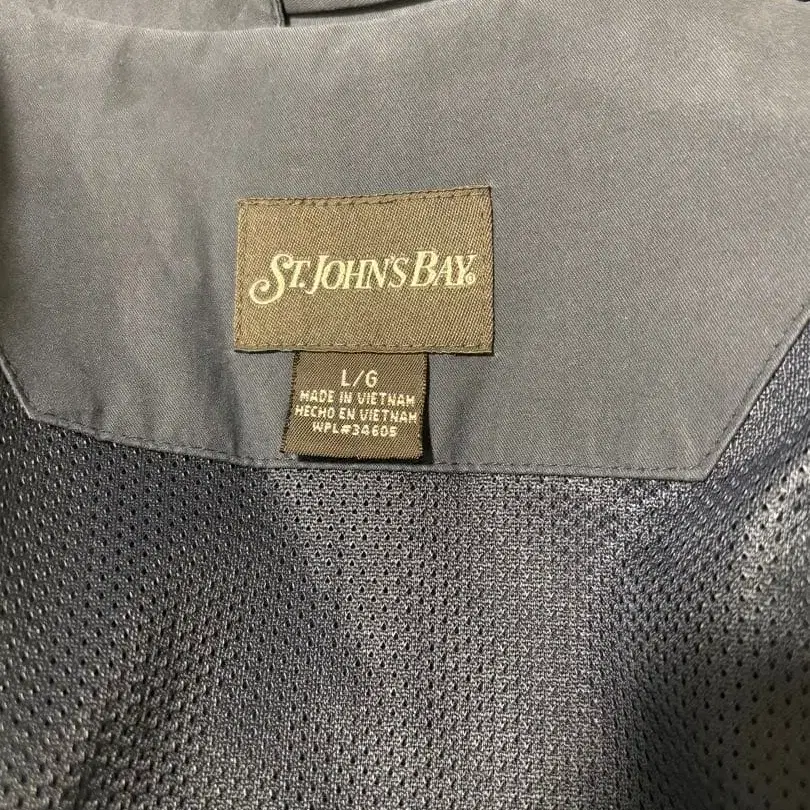 ST. JOHN'S BAY®
L/G
MADE IN VIETNAM
HECHO EN VIETNAM
WPL#34605